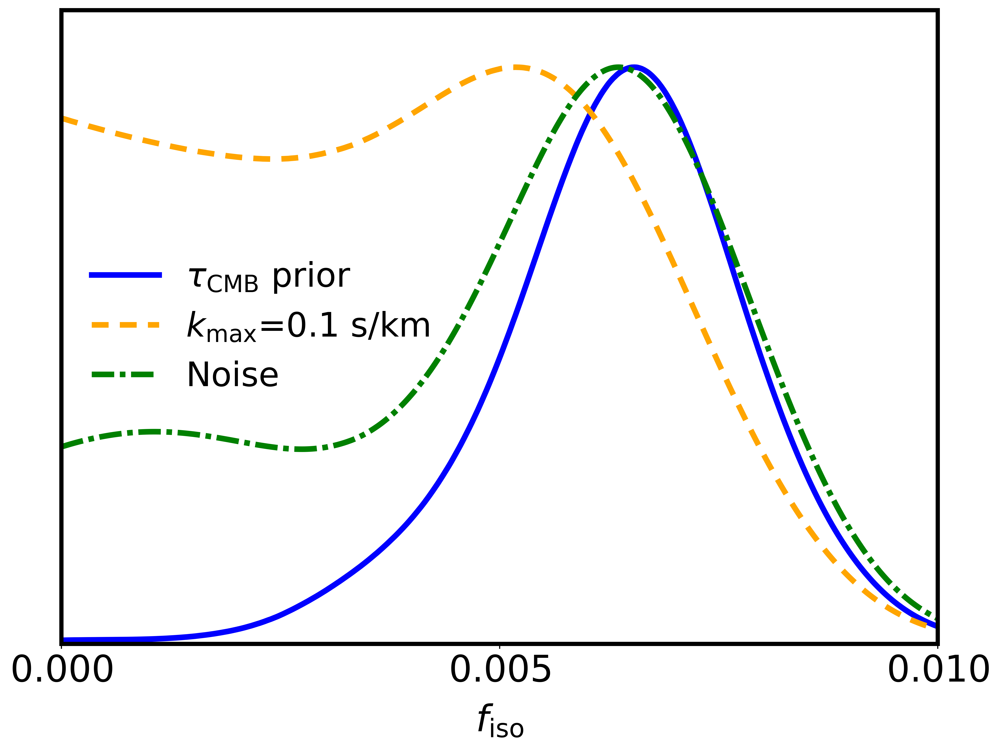 τCMB prior
kmax=0.1 s/km
Noise
0.000 0.005 0.010
fiso